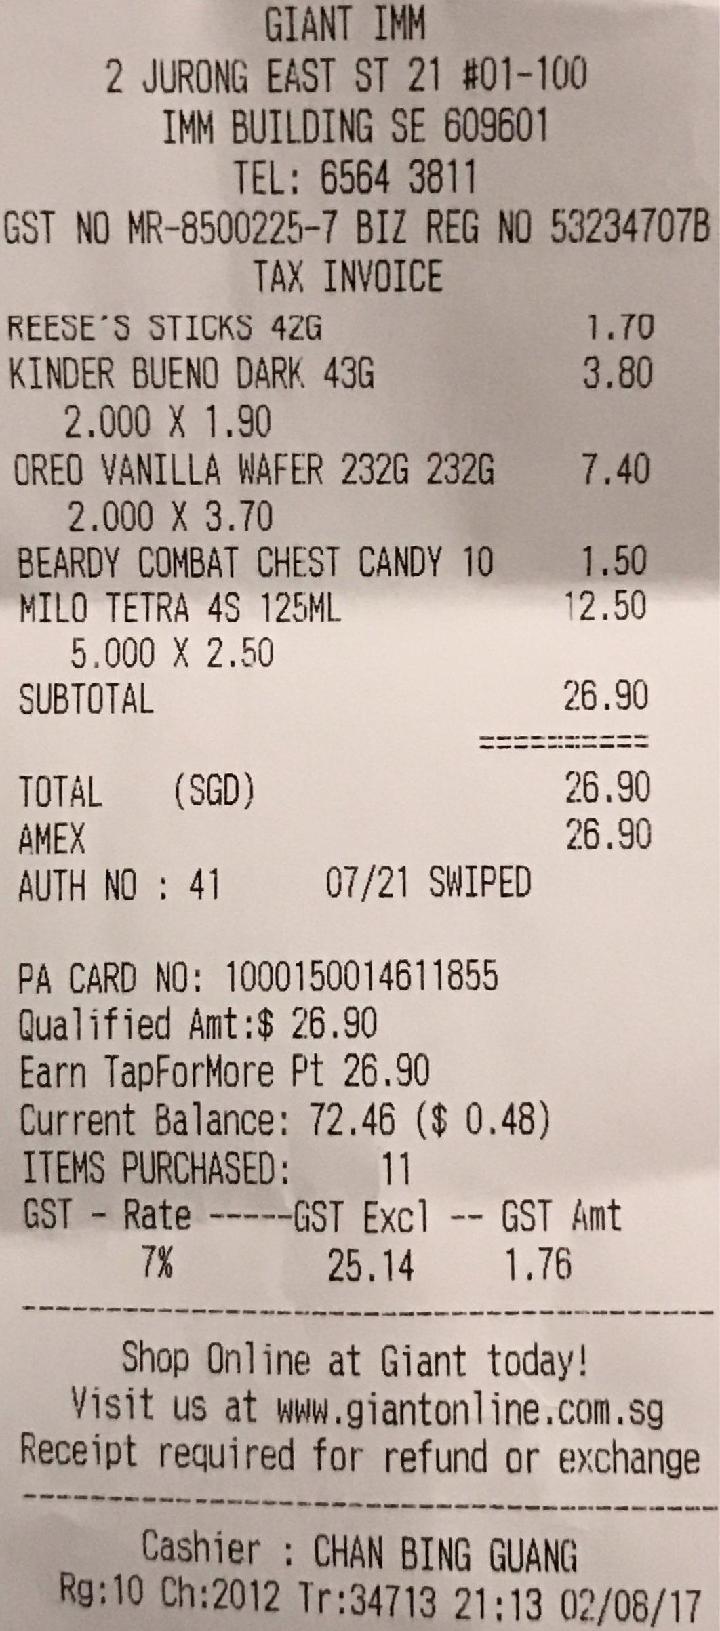 GIANT IMM
2 JURONG EAST ST 21 #01-100
IMM BUILDING SE 609601
TEL: 6564 3811
GST NO MR-8500225-7 BIZ REG NO 53234707B
TAX INVOICE
REESE'S STICKS 42G 1.70
KINDER BUENO DARK 43G 3.80
2.000 X 1.90
OREO VANILLA WAFER 232G 232G 7.40
2.000 X 3.70
BEARDY COMBAT CHEST CANDY 10 1.50
MILO TETRA 4S 125ML 12.50
5.000 X 2.50
SUBTOTAL 26.90
==========
TOTAL (SGD) 26.90
AMEX 26.90
AUTH NO : 41 07/21 SWIPED
PA CARD NO: 1000150014611855
Qualified Amt:$ 26.90
Earn TapForMore Pt 26.90
Current Balance: 72.46 ($ 0.48)
ITEMS PURCHASED: 11
GST - Rate -----GST Excl -- GST Amt
7% 25.14 1.76
Shop Online at Giant today!
Visit us at www.giantonline.com.sg
Receipt required for refund or exchange
Cashier : CHAN BING GUANG
Rg:10 Ch:2012 Tr:34713 21:13 02/08/17